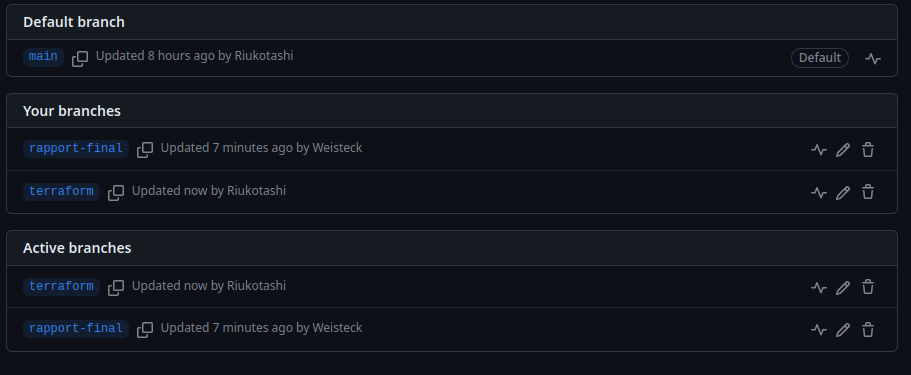 Default branch
main Updated 8 hours ago by Riukotashi Default
Your branches
rapport-final Updated 7 minutes ago by Weisteck
terraform Updated now by Riukotashi
Active branches
terraform Updated now by Riukotashi
rapport-final Updated 7 minutes ago by Weisteck